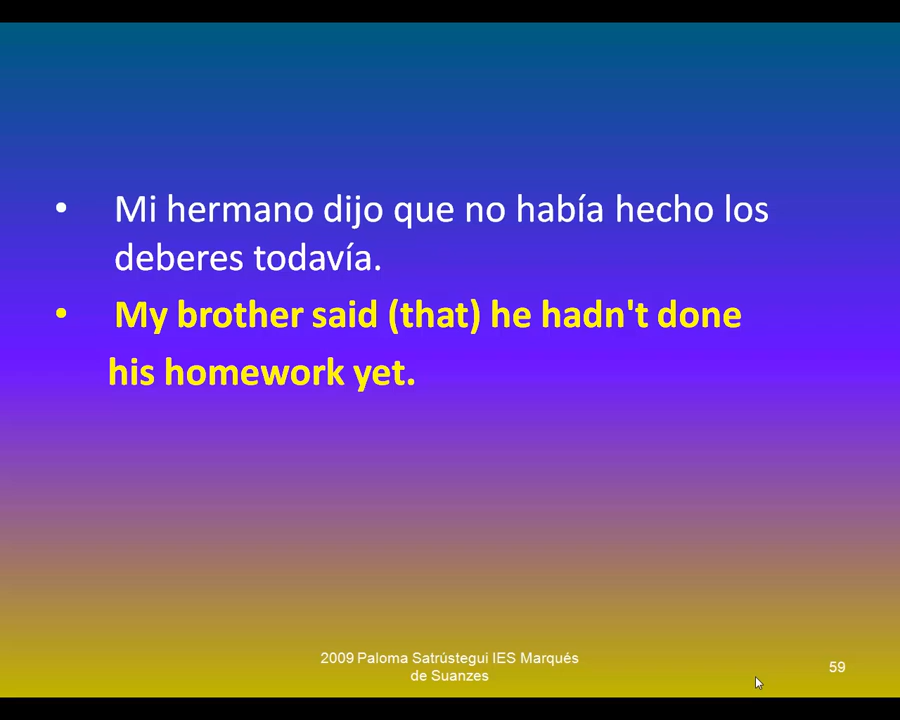 • Mi hermano dijo que no había hecho los
deberes todavía.
• My brother said (that) he hadn't done
his homework yet.
2009 Paloma Satrústegui IES Marqués
de Suanzes
59